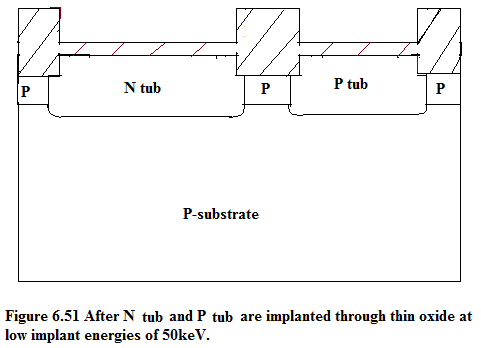 N tub
P tub
P
P
P
P-substrate
Figure 6.51 After N tub and P tub are implanted through thin oxide at
low implant energies of 50keV.